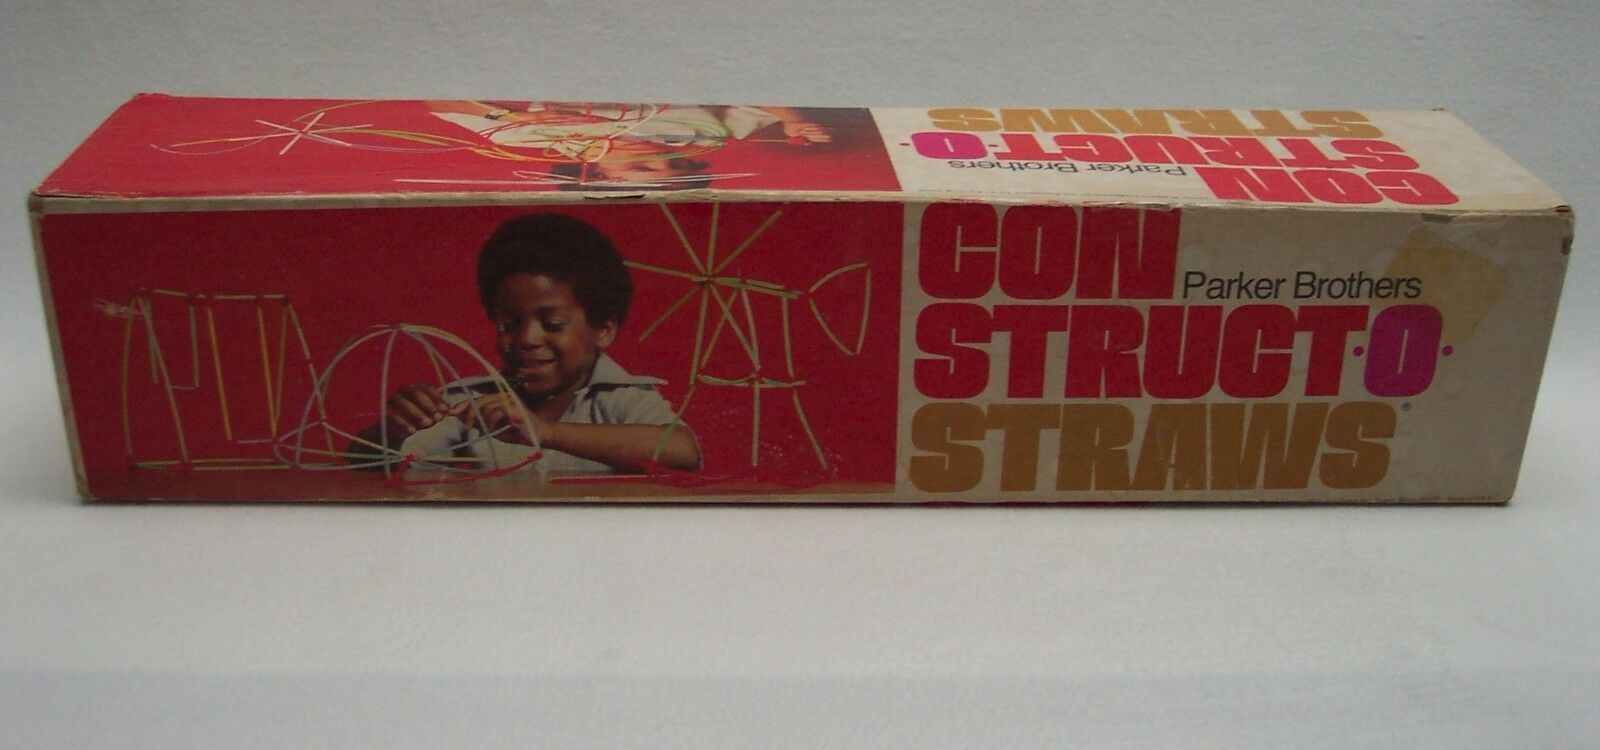 STRAWS
STRUCT·O·
Parker Brothers
CON
CON
Parker Brothers
STRUCT·O·
STRAWS®